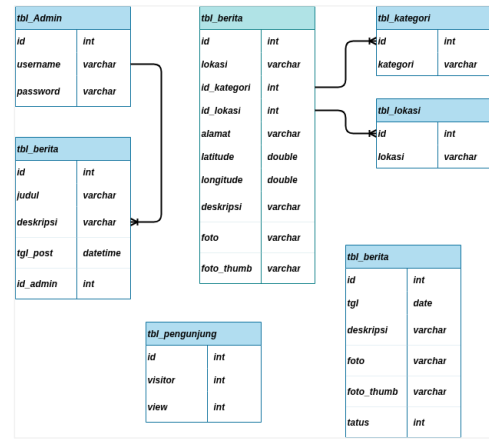 tbl_Admin
id int
username varchar
password varchar
tbl_berita
id int
judul varchar
deskripsi varchar
tgl_post datetime
id_admin int
tbl_berita
id int
lokasi varchar
id_kategori int
id_lokasi int
alamat varchar
latitude double
longitude double
deskripsi varchar
foto varchar
foto_thumb varchar
tbl_kategori
id int
kategori varchar
tbl_lokasi
id int
lokasi varchar
tbl_pengunjung
id int
visitor int
view int
tbl_berita
id int
tgl date
deskripsi varchar
foto varchar
foto_thumb varchar
tatus int